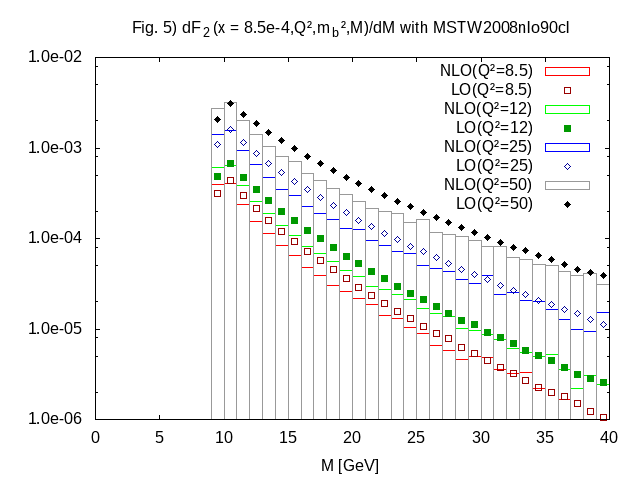 Fig. 5) dF₂(x = 8.5e-4,Q²,m_b²,M)/dM with MSTW2008nlo90cl
NLO(Q²=8.5)
LO(Q²=8.5)
NLO(Q²=12)
LO(Q²=12)
NLO(Q²=25)
LO(Q²=25)
NLO(Q²=50)
LO(Q²=50)
1.0e-02
1.0e-03
1.0e-04
1.0e-05
1.0e-06
0 5 10 15 20 25 30 35 40
M [GeV]